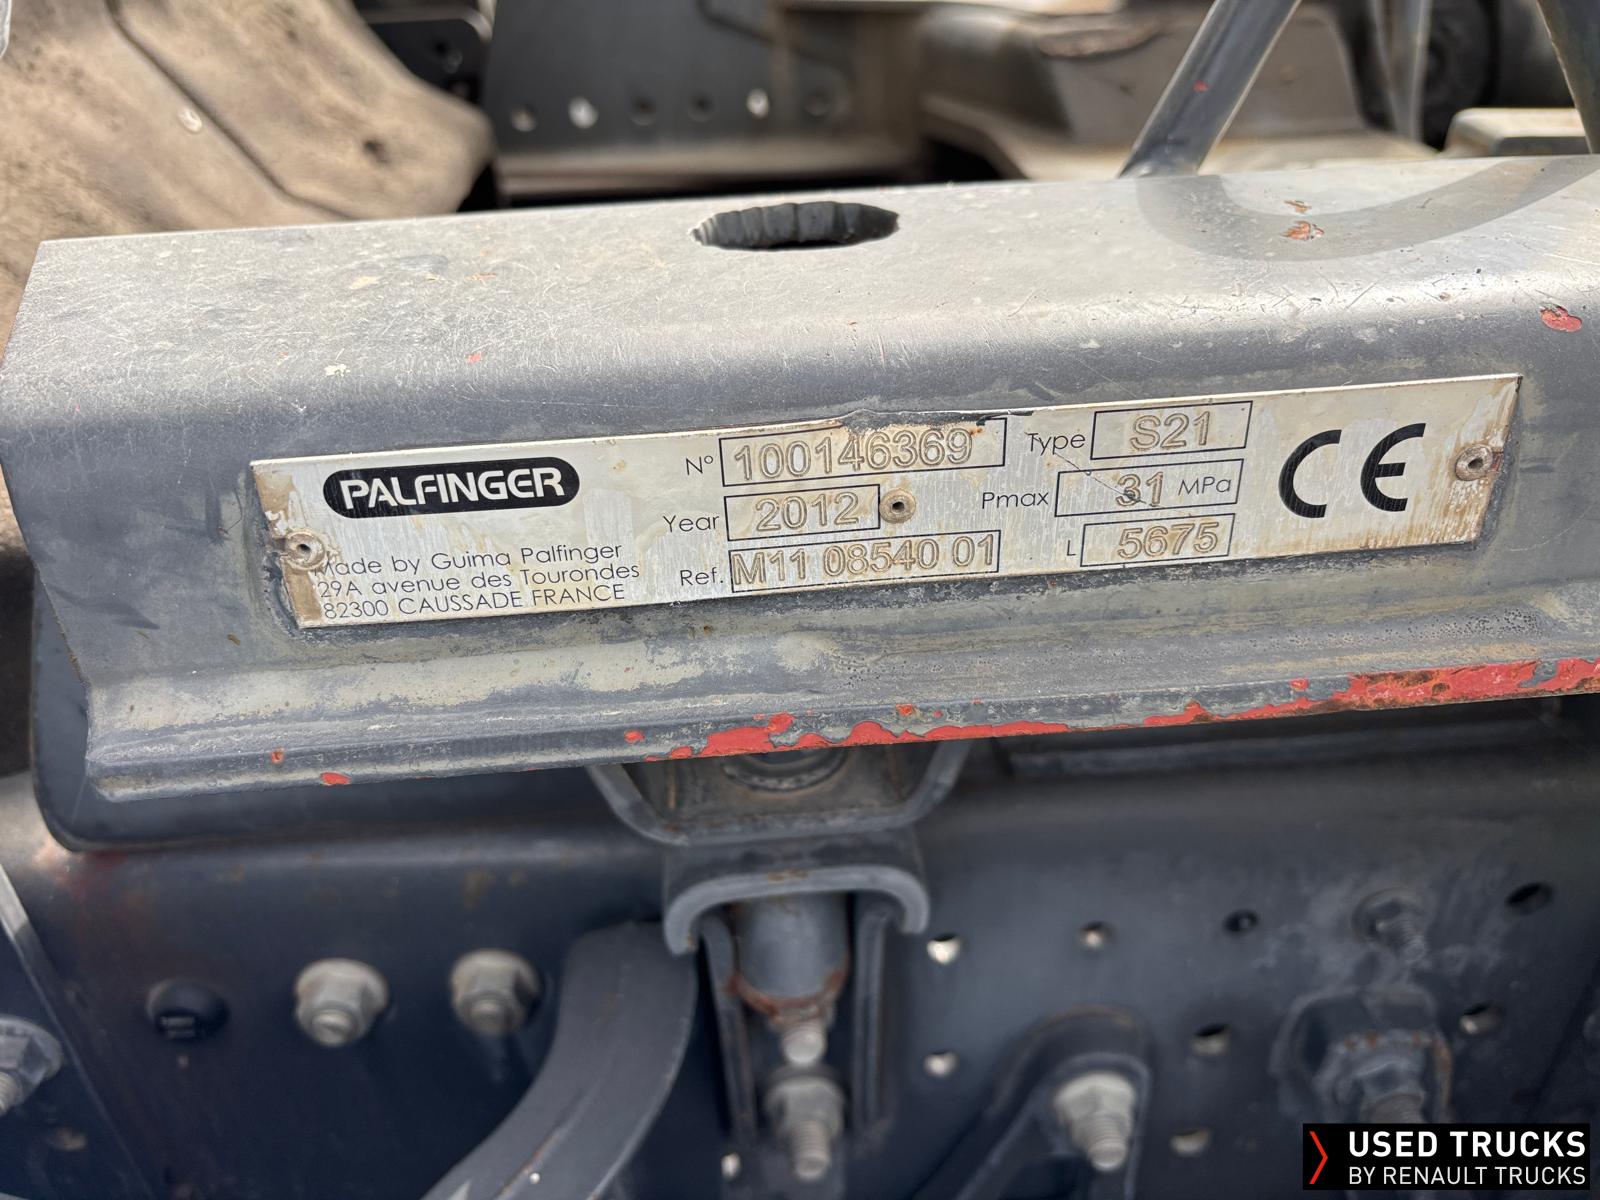 PALFINGER
Made by Guima Palfinger
29A avenue des Tourondes
82300 CAUSSADE FRANCE
N° 100146369
Year 2012
Ref. M11 08540 01
Type S21
Pmax 31 MPa
L 5675
CE
USED TRUCKS
BY RENAULT TRUCKS